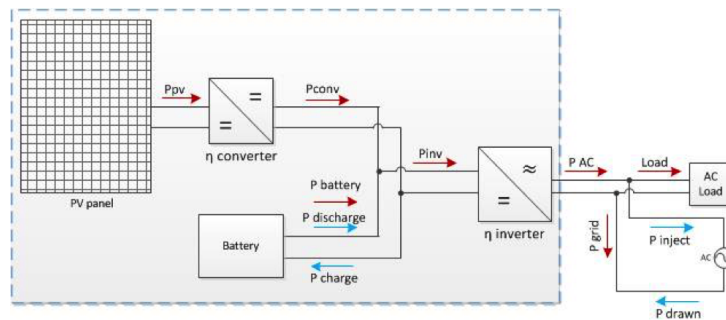 Ppv
Pconv
η converter
PV panel
Pinv
P battery
P discharge
Battery
P charge
η inverter
P AC
Load
AC
Load
P grid
P inject
AC
P drawn